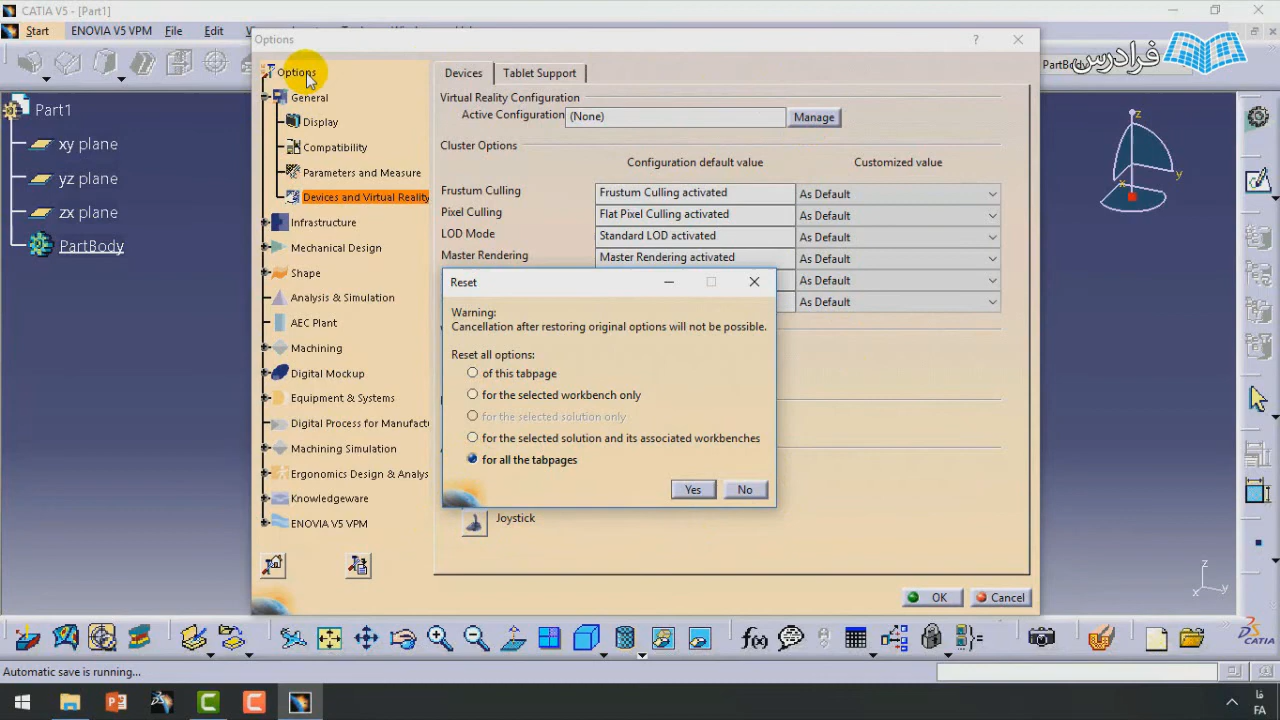 CATIA V5 - [Part1]
Start
ENOVIA V5 VPM
File
Edit
Options
?
فرادرس
PartBody
Part1
xy plane
yz plane
zx plane
PartBody
Options
General
Display
Compatibility
Parameters and Measure
Devices and Virtual Reality
Infrastructure
Mechanical Design
Shape
Analysis & Simulation
AEC Plant
Machining
Digital Mockup
Equipment & Systems
Digital Process for Manufact
Machining Simulation
Ergonomics Design & Analys
Knowledgeware
ENOVIA V5 VPM
Devices
Tablet Support
Virtual Reality Configuration
Active Configuration
(None)
Manage
Cluster Options
Configuration default value
Customized value
Frustum Culling
Frustum Culling activated
As Default
Pixel Culling
Flat Pixel Culling activated
As Default
LOD Mode
Standard LOD activated
As Default
Master Rendering
Master Rendering activated
As Default
As Default
As Default
Reset
Warning:
Cancellation after restoring original options will not be possible.
Reset all options:
of this tabpage
for the selected workbench only
for the selected solution only
for the selected solution and its associated workbenches
for all the tabpages
Yes
No
Joystick
OK
Cancel
z
y
x
z
x
y
f(x)
CATIA
Automatic save is running...
فا
FA